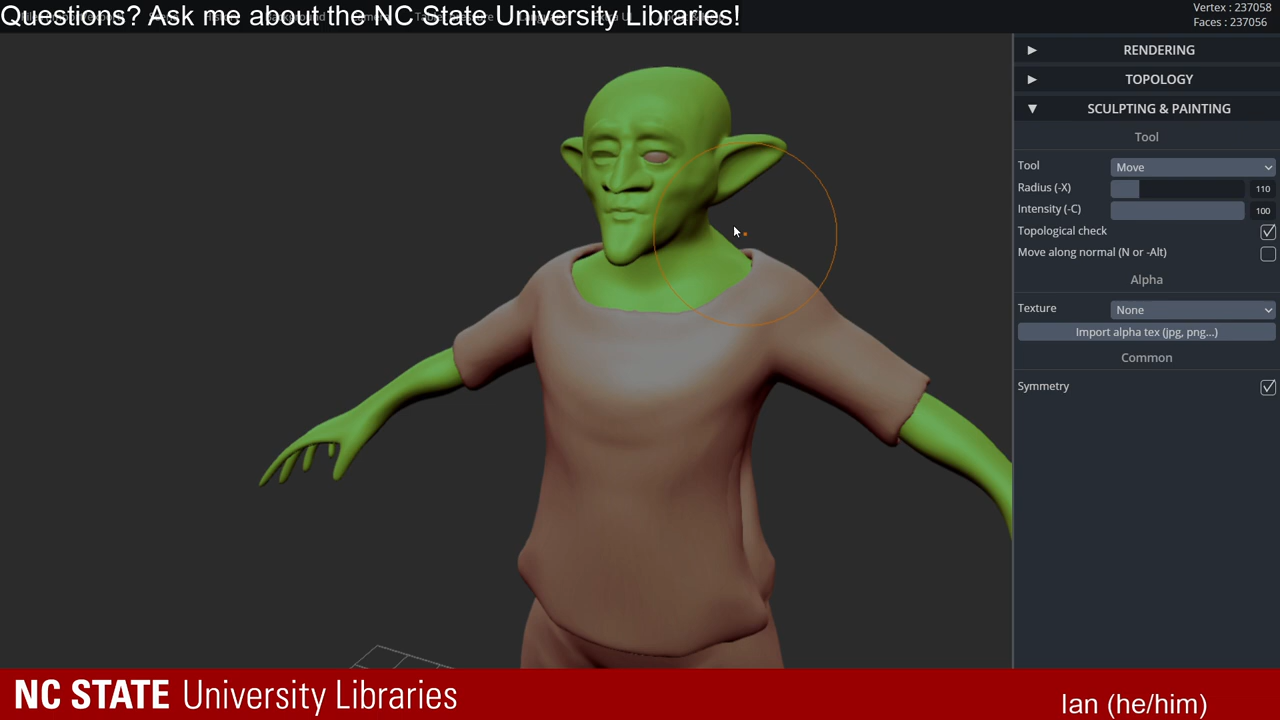 Questions? Ask me about the NC State University Libraries!
Vertex : 237058
Faces : 237056
RENDERING
TOPOLOGY
SCULPTING & PAINTING
Tool
Tool Move
Radius (-X) 110
Intensity (-C) 100
Topological check
Move along normal (N or -Alt)
Alpha
Texture None
Import alpha tex (jpg, png...)
Common
Symmetry
NC STATE University Libraries
Ian (he/him)